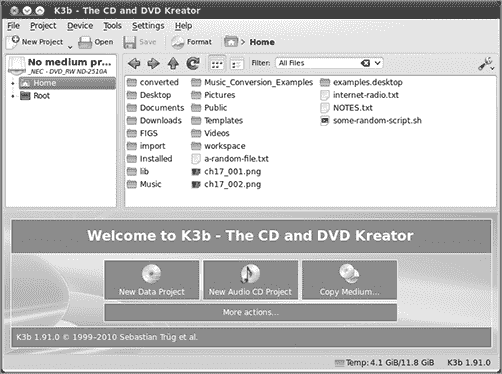 K3b - The CD and DVD Kreator
File Project Device Tools Settings Help
New Project Open Save Format > Home
No medium pr...
_NEC - DVD_RW ND-2510A
Home
Root
Filter: All Files
converted Music_Conversion_Examples examples.desktop
Desktop Pictures internet-radio.txt
Documents Public NOTES.txt
Downloads Templates some-random-script.sh
FIGS Videos
import workspace
Installed a-random-file.txt
lib ch17_001.png
Music ch17_002.png
Welcome to K3b - The CD and DVD Kreator
New Data Project New Audio CD Project Copy Medium...
More actions...
K3b 1.91.0 © 1999-2010 Sebastian Trüg et al.
Temp: 4.1 GiB/11.8 GiB K3b 1.91.0